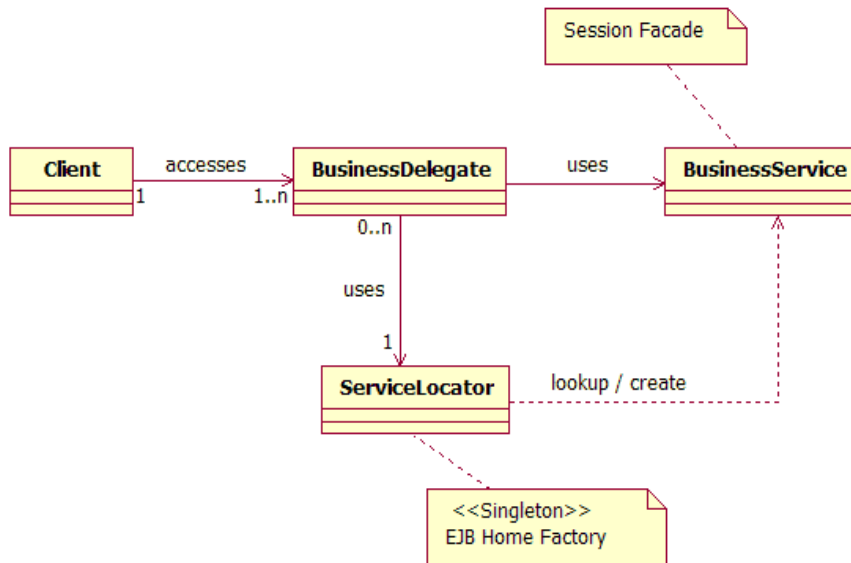 Session Facade
Client
accesses
1
1..n
BusinessDelegate
uses
BusinessService
0..n
uses
1
ServiceLocator
lookup / create
<<Singleton>>
EJB Home Factory